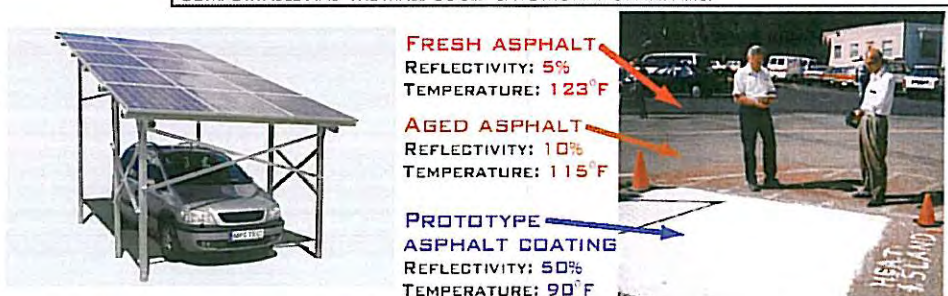 FRESH ASPHALT
REFLECTIVITY: 5%
TEMPERATURE: 123°F
AGED ASPHALT
REFLECTIVITY: 10%
TEMPERATURE: 115°F
PROTOTYPE
ASPHALT COATING
REFLECTIVITY: 50%
TEMPERATURE: 90°F
HEAT
ISLAND